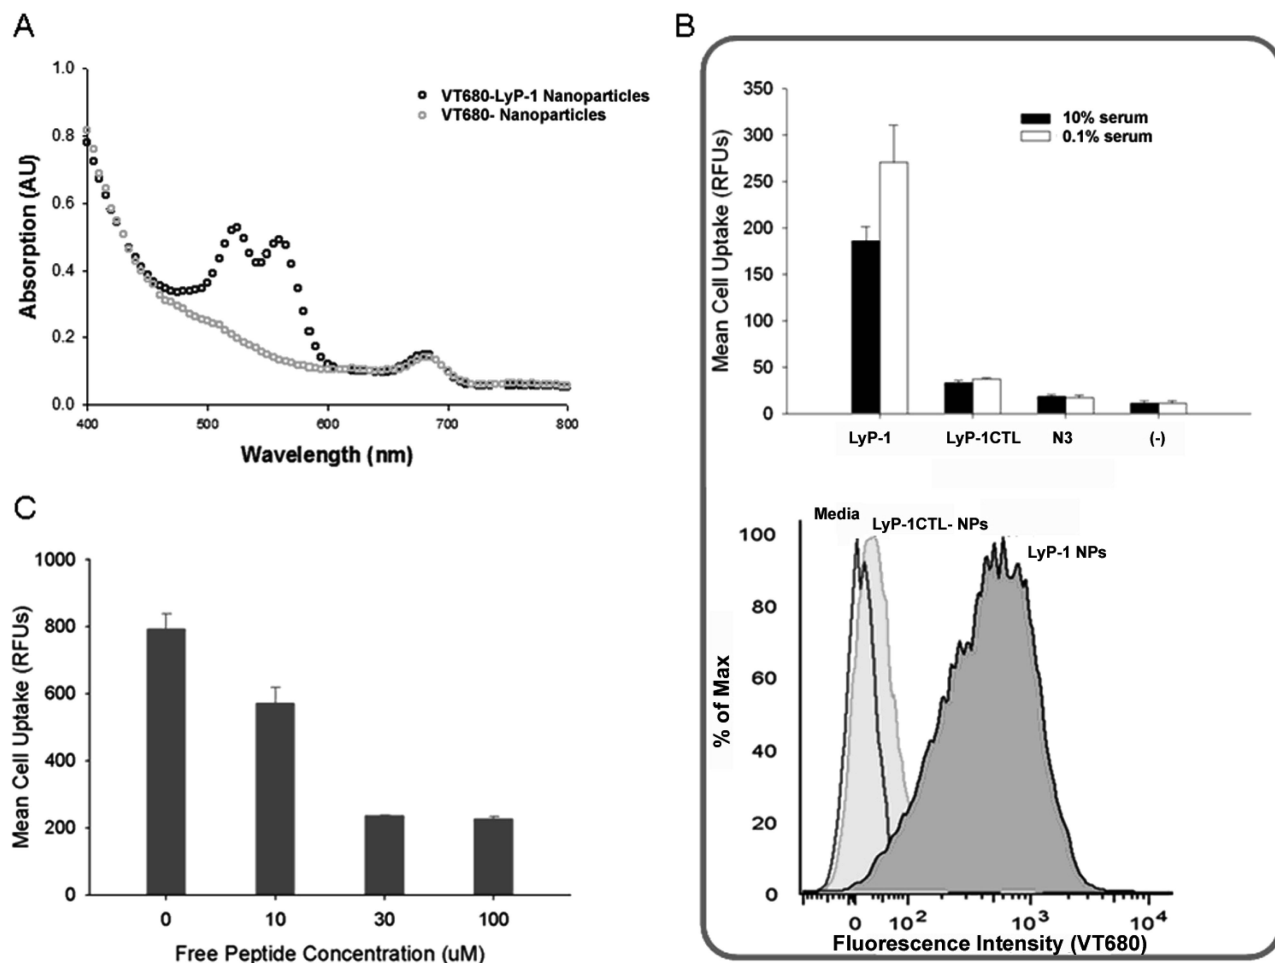 A
1.0
0.8
0.6
0.4
0.2
0.0
Absorption (AU)
VT680-LyP-1 Nanoparticles
VT680- Nanoparticles
400 500 600 700 800
Wavelength (nm)
B
350
300
250
200
150
100
50
0
Mean Cell Uptake (RFUs)
10% serum
0.1% serum
LyP-1 LyP-1CTL N3 (-)
Media
LyP-1CTL- NPs
LyP-1 NPs
100
80
60
40
20
0
% of Max
0 10² 10³ 10⁴
Fluorescence Intensity (VT680)
C
1000
800
600
400
200
0
Mean Cell Uptake (RFUs)
0 10 30 100
Free Peptide Concentration (uM)